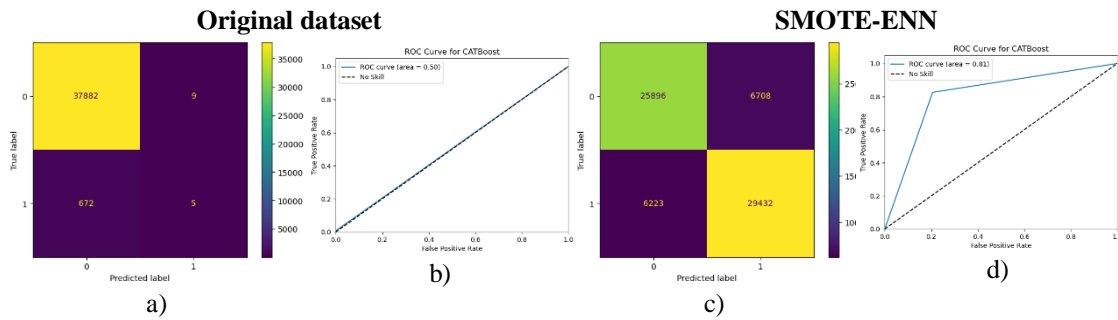 Original dataset
SMOTE-ENN
0
1
True label
37882
9
672
5
0
1
Predicted label
35000
30000
25000
20000
15000
10000
5000
a)
ROC Curve for CATBoost
ROC curve (area = 0.50)
No Skill
True Positive Rate
1.0
0.8
0.6
0.4
0.2
0.0
0.0
0.2
0.4
0.6
0.8
1.0
False Positive Rate
b)
0
1
True label
25896
6708
6223
29432
0
1
Predicted label
c)
ROC Curve for CATBoost
ROC curve (area = 0.81)
No Skill
True Positive Rate
1.0
0.8
0.6
0.4
0.2
0.0
0.0
0.2
0.4
0.6
0.8
1.0
False Positive Rate
d)